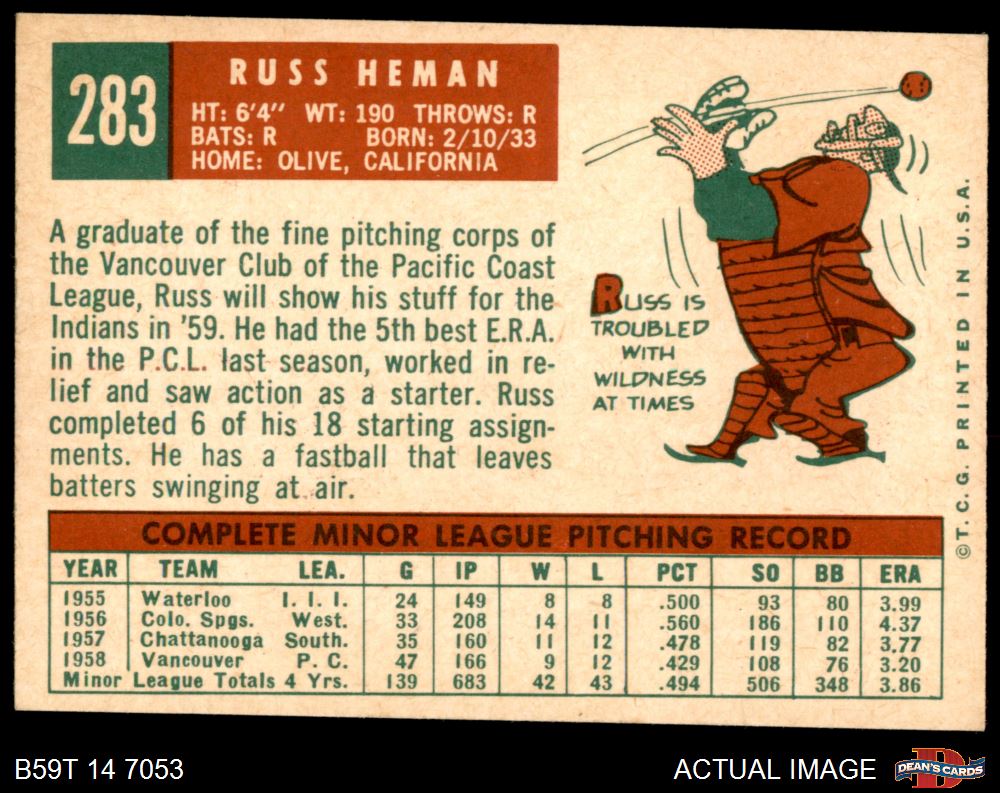 283
RUSS HEMAN
HT: 6'4" WT: 190 THROWS: R
BATS: R BORN: 2/10/33
HOME: OLIVE, CALIFORNIA
A graduate of the fine pitching corps of
the Vancouver Club of the Pacific Coast
League, Russ will show his stuff for the
Indians in '59. He had the 5th best E.R.A.
in the P.C.L. last season, worked in re-
lief and saw action as a starter. Russ
completed 6 of his 18 starting assign-
ments. He has a fastball that leaves
batters swinging at air.
RUSS IS
TROUBLED
WITH
WILDNESS
AT TIMES
©T.C.G. PRINTED IN U.S.A.
COMPLETE MINOR LEAGUE PITCHING RECORD
YEAR TEAM LEA. G IP W L PCT SO BB ERA
1955 Waterloo I. I. I. 24 149 8 8 .500 93 80 3.99
1956 Colo. Spgs. West. 33 208 14 11 .560 186 110 4.37
1957 Chattanooga South. 35 160 11 12 .478 119 82 3.77
1958 Vancouver P. C. 47 166 9 12 .429 108 76 3.20
Minor League Totals 4 Yrs. 139 683 42 43 .494 506 348 3.86
B59T 14 7053
ACTUAL IMAGE
DEAN'S CARDS